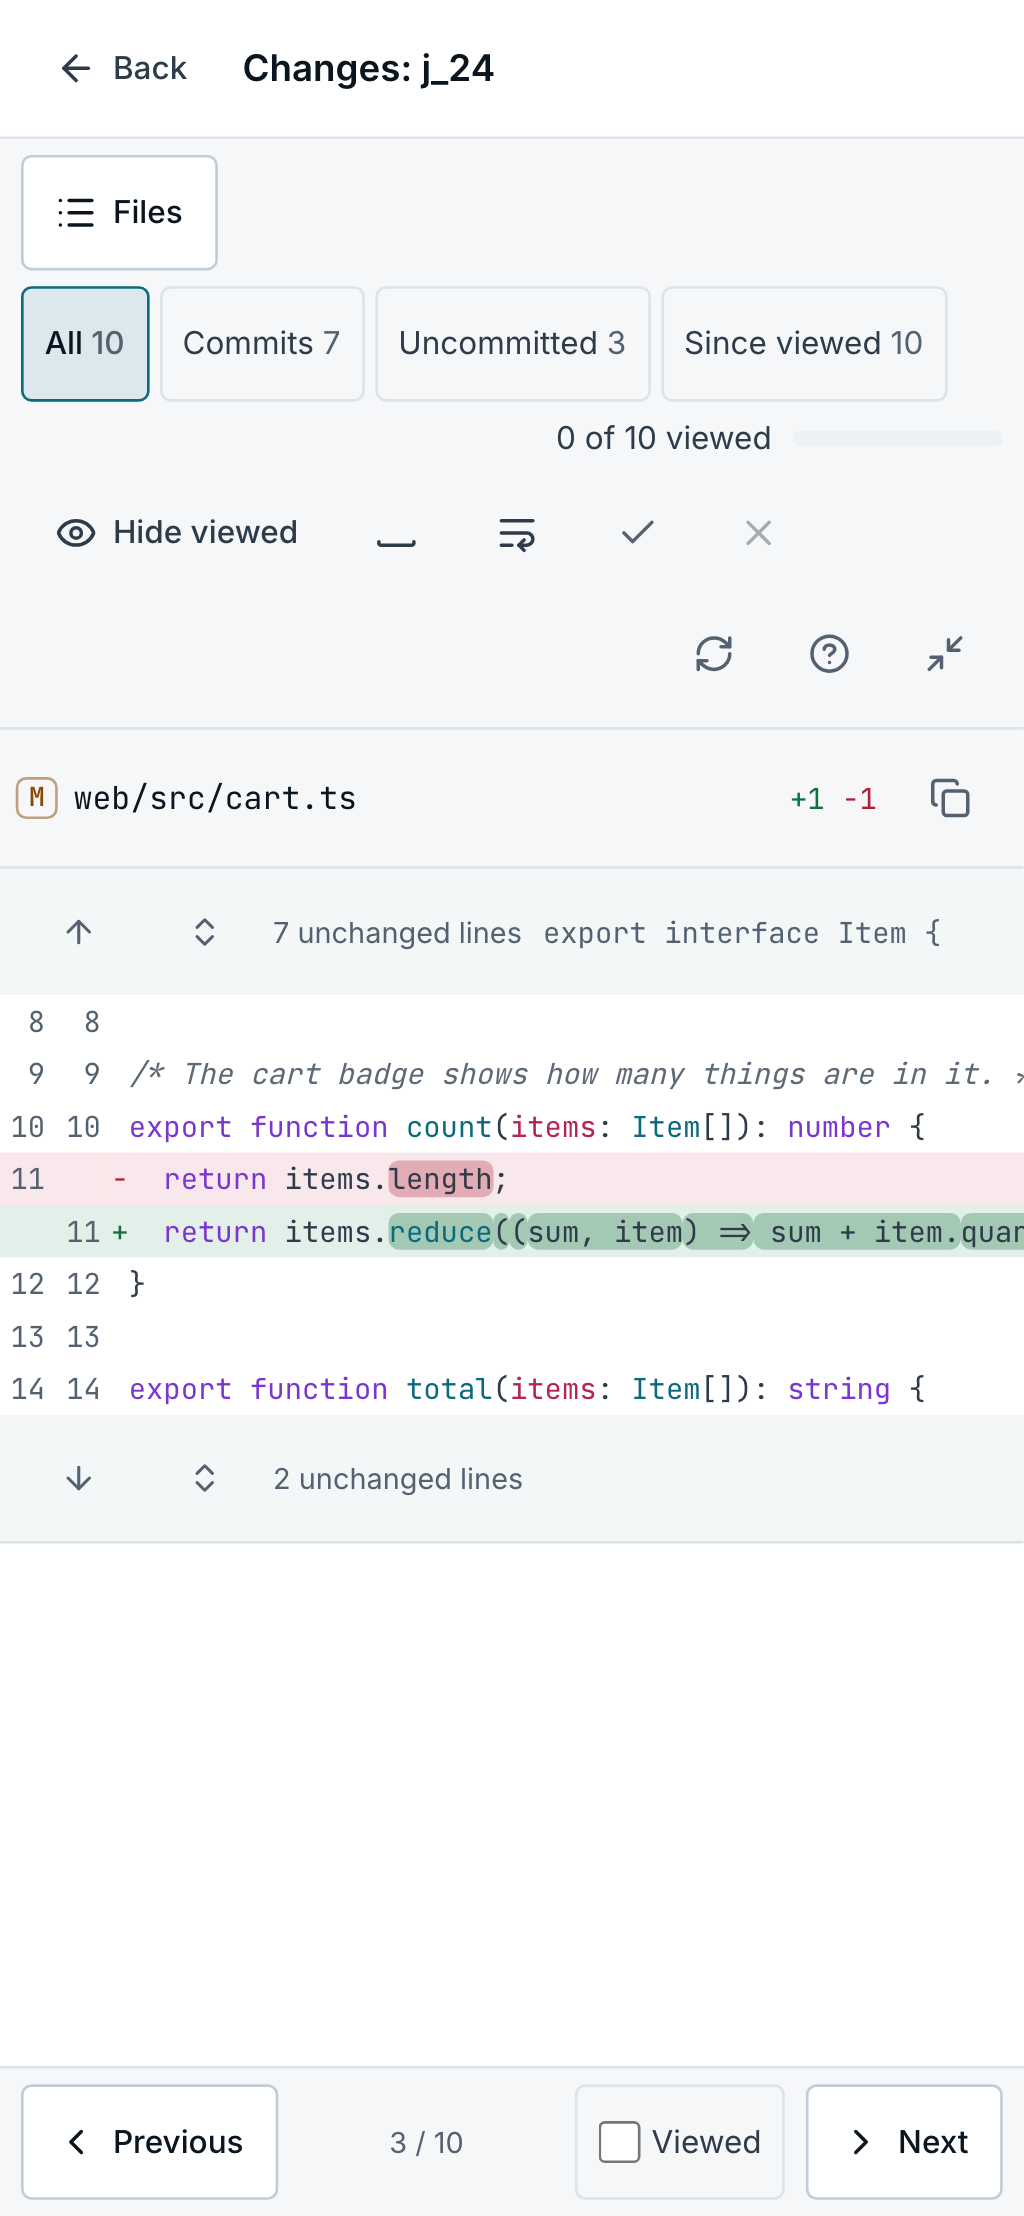 Back Changes: j_24
Files
All 10 Commits 7 Uncommitted 3 Since viewed 10
0 of 10 viewed
Hide viewed
M web/src/cart.ts +1 -1
7 unchanged lines export interface Item {
8 8
9 9 /* The cart badge shows how many things are in it.
10 10 export function count(items: Item[]): number {
11 - return items.length;
11 + return items.reduce((sum, item) => sum + item.quan
12 12 }
13 13
14 14 export function total(items: Item[]): string {
2 unchanged lines
Previous 3 / 10 Viewed Next